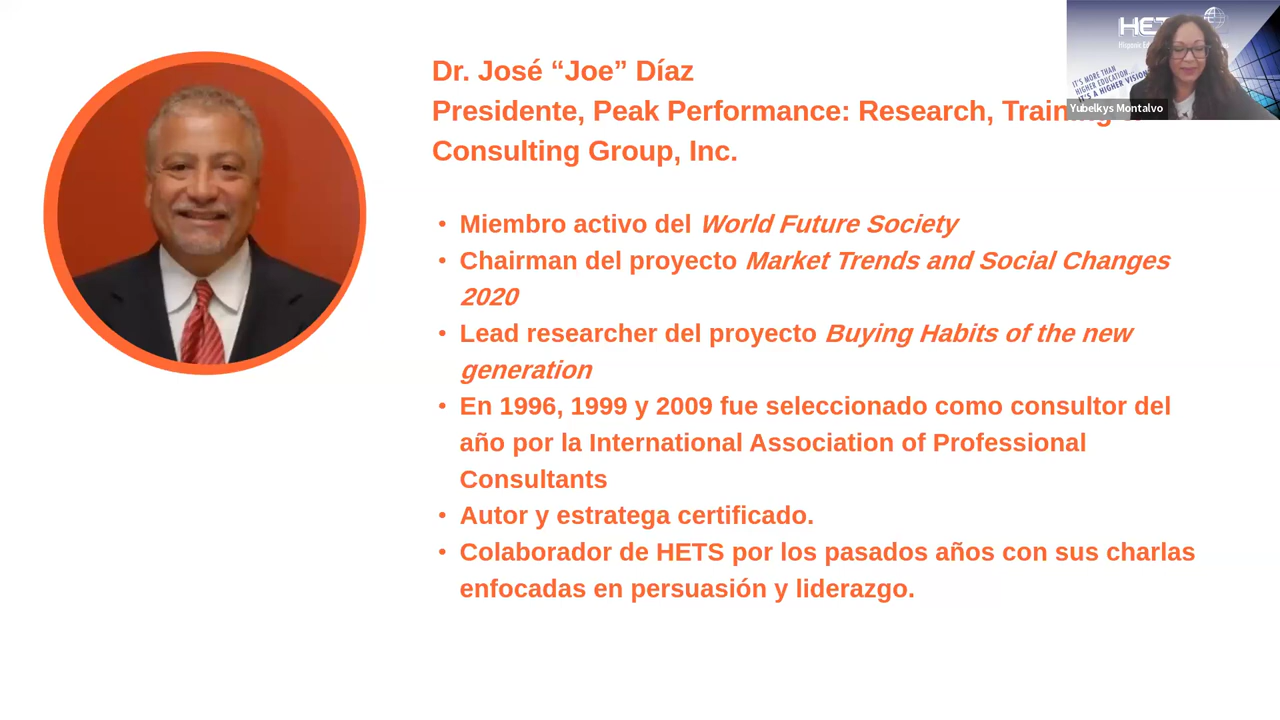 Dr. José “Joe” Díaz
Presidente, Peak Performance: Research, Training &
Consulting Group, Inc.
• Miembro activo del World Future Society
• Chairman del proyecto Market Trends and Social Changes
2020
• Lead researcher del proyecto Buying Habits of the new
generation
• En 1996, 1999 y 2009 fue seleccionado como consultor del
año por la International Association of Professional
Consultants
• Autor y estratega certificado.
• Colaborador de HETS por los pasados años con sus charlas
enfocadas en persuasión y liderazgo.
IT'S MORE THAN
HIGHER EDUCATION...
IT'S A HIGHER VISION
Yubelkys Montalvo